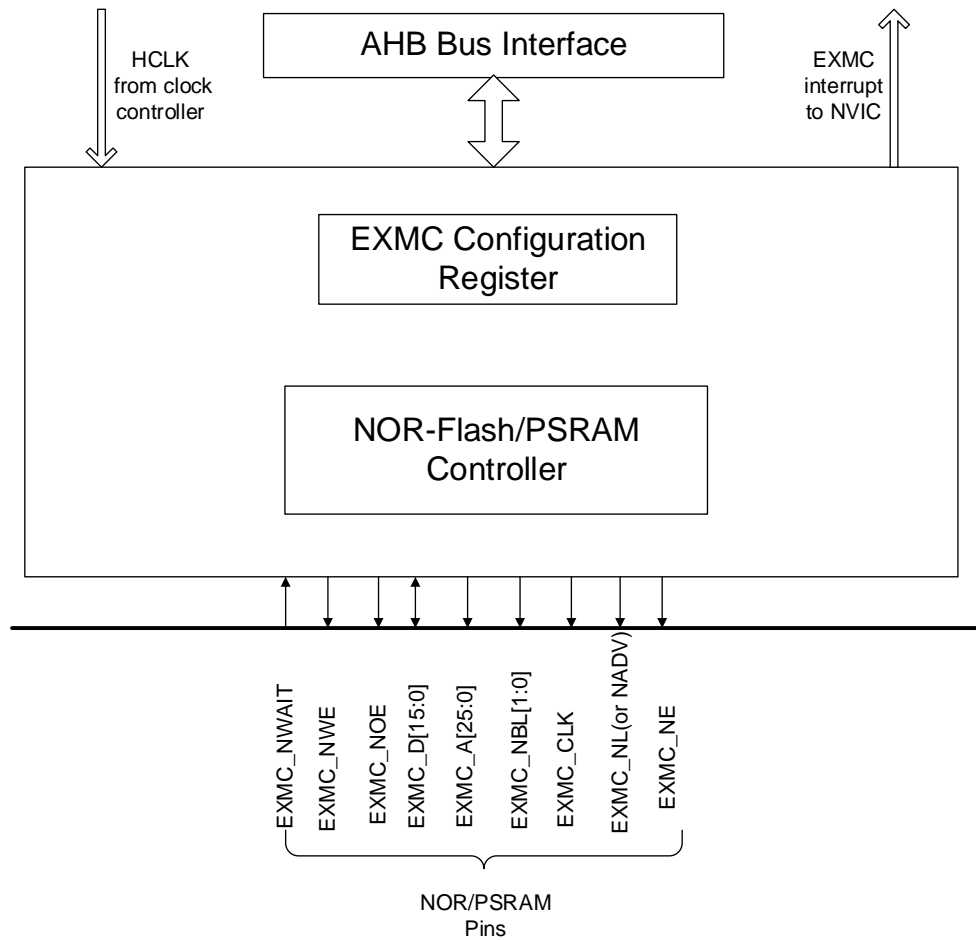 HCLK
from clock
controller
AHB Bus Interface
EXMC
interrupt
to NVIC
EXMC Configuration
Register
NOR-Flash/PSRAM
Controller
EXMC_NWAIT
EXMC_NWE
EXMC_NOE
EXMC_D[15:0]
EXMC_A[25:0]
EXMC_NBL[1:0]
EXMC_CLK
EXMC_NL(or NADV)
EXMC_NE
NOR/PSRAM
Pins